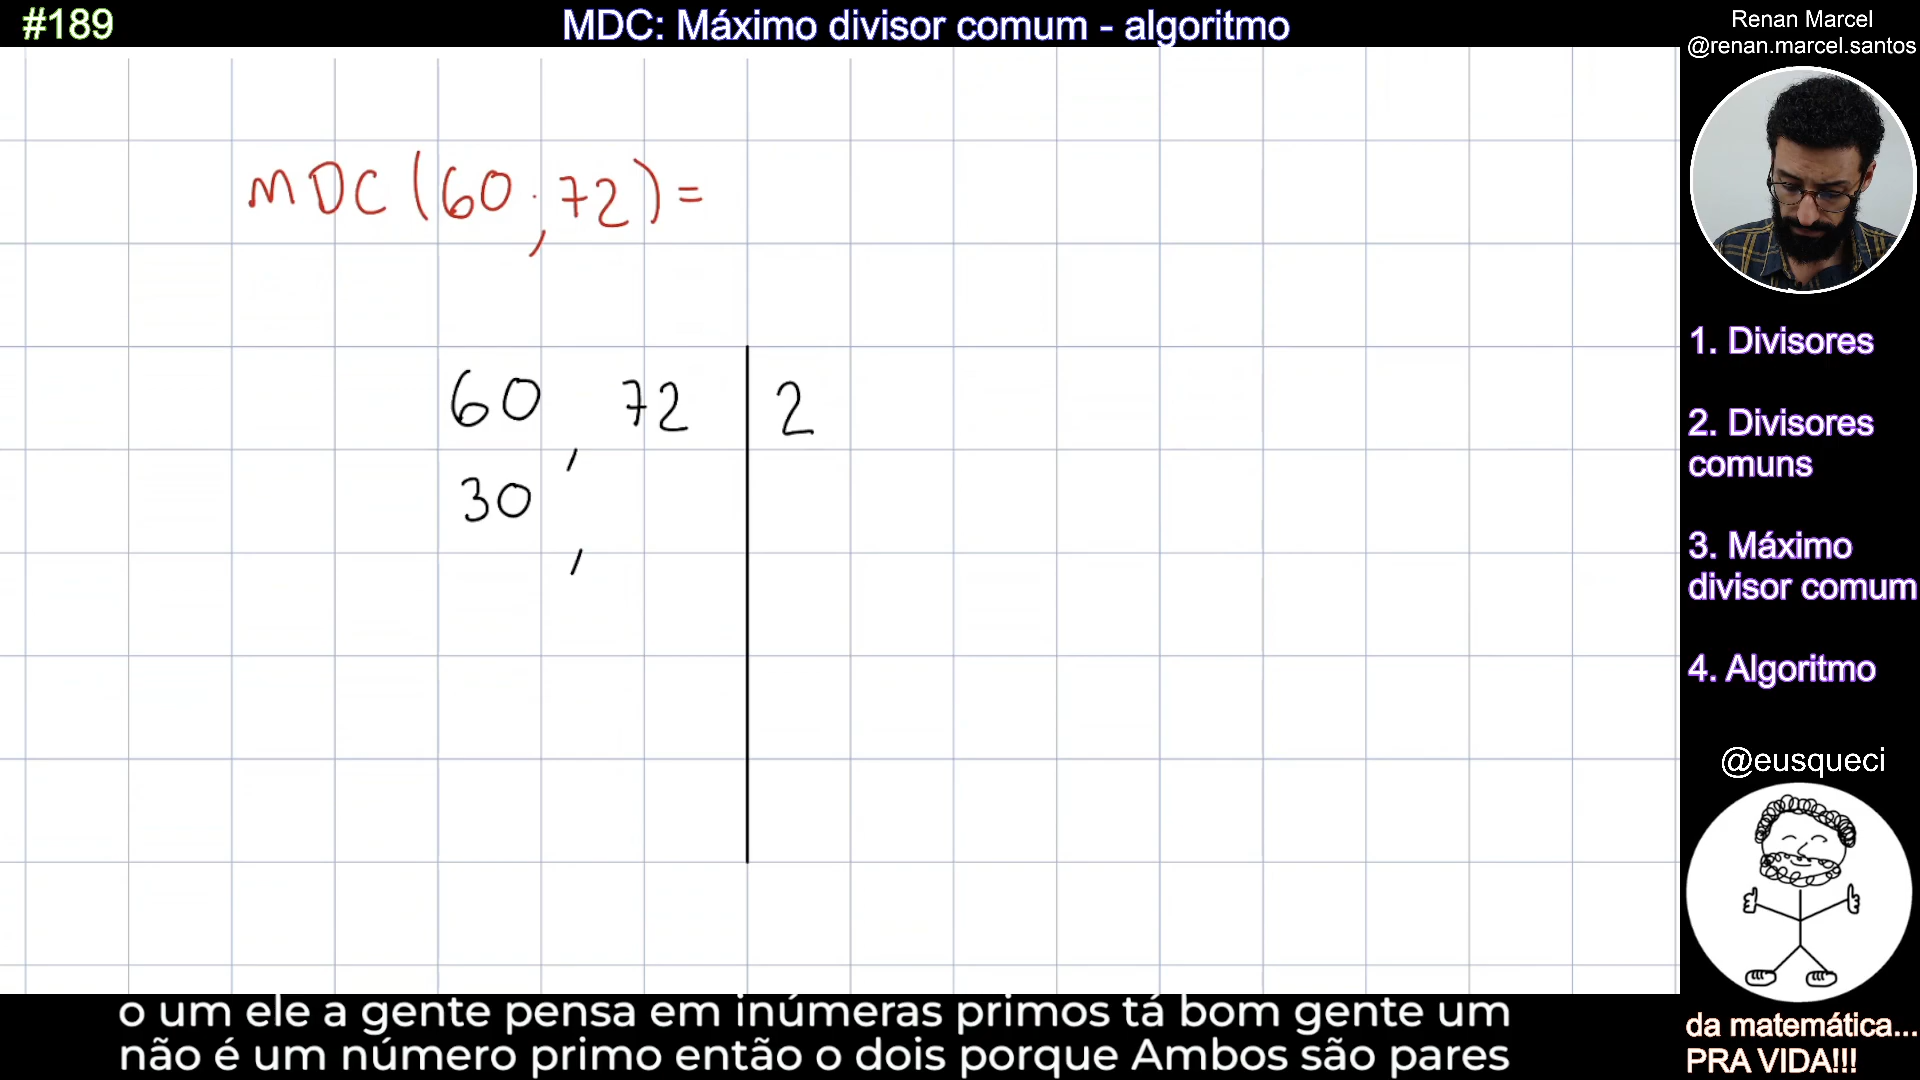 #189
MDC: Máximo divisor comum - algoritmo
Renan Marcel
@renan.marcel.santos
MDC(60;72)=
60, 72 | 2
30 ,
1. Divisores
2. Divisores
comuns
3. Máximo
divisor comum
4. Algoritmo
@eusqueci
da matemática...
PRA VIDA!!!
o um ele a gente pensa em inúmeras primos tá bom gente um
não é um número primo então o dois porque Ambos são pares